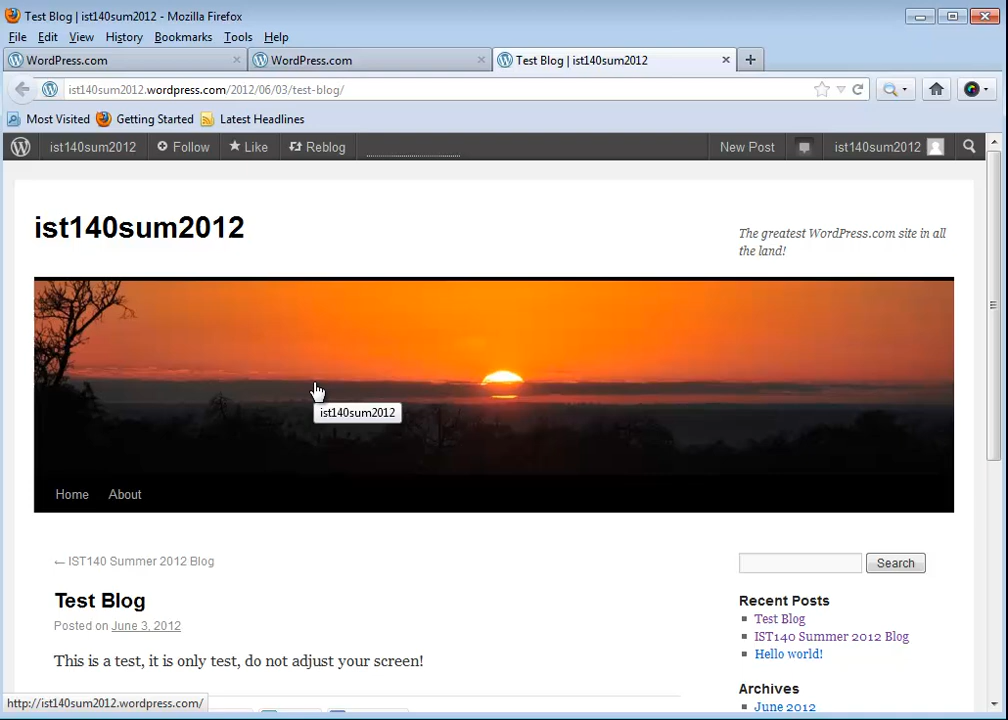 Test Blog | ist140sum2012 - Mozilla Firefox
File Edit View History Bookmarks Tools Help
WordPress.com WordPress.com Test Blog | ist140sum2012
ist140sum2012.wordpress.com/2012/06/03/test-blog/
Most Visited Getting Started Latest Headlines
ist140sum2012 Follow Like Reblog New Post ist140sum2012
ist140sum2012
The greatest WordPress.com site in all
the land!
ist140sum2012
Home About
← IST140 Summer 2012 Blog
Search
Test Blog
Posted on June 3, 2012
This is a test, it is only test, do not adjust your screen!
Recent Posts
Test Blog
IST140 Summer 2012 Blog
Hello world!
Archives
June 2012
http://ist140sum2012.wordpress.com/